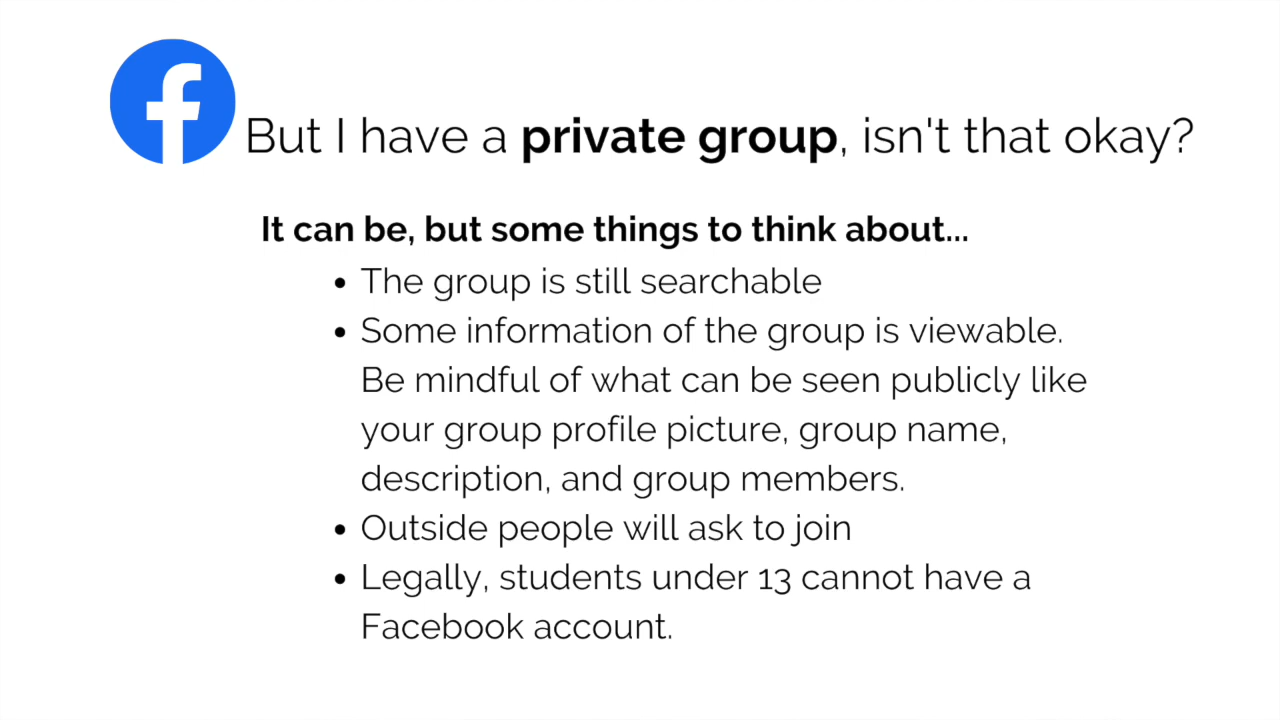 But I have a private group, isn't that okay?
It can be, but some things to think about...
• The group is still searchable
• Some information of the group is viewable.
Be mindful of what can be seen publicly like
your group profile picture, group name,
description, and group members.
• Outside people will ask to join
• Legally, students under 13 cannot have a
Facebook account.